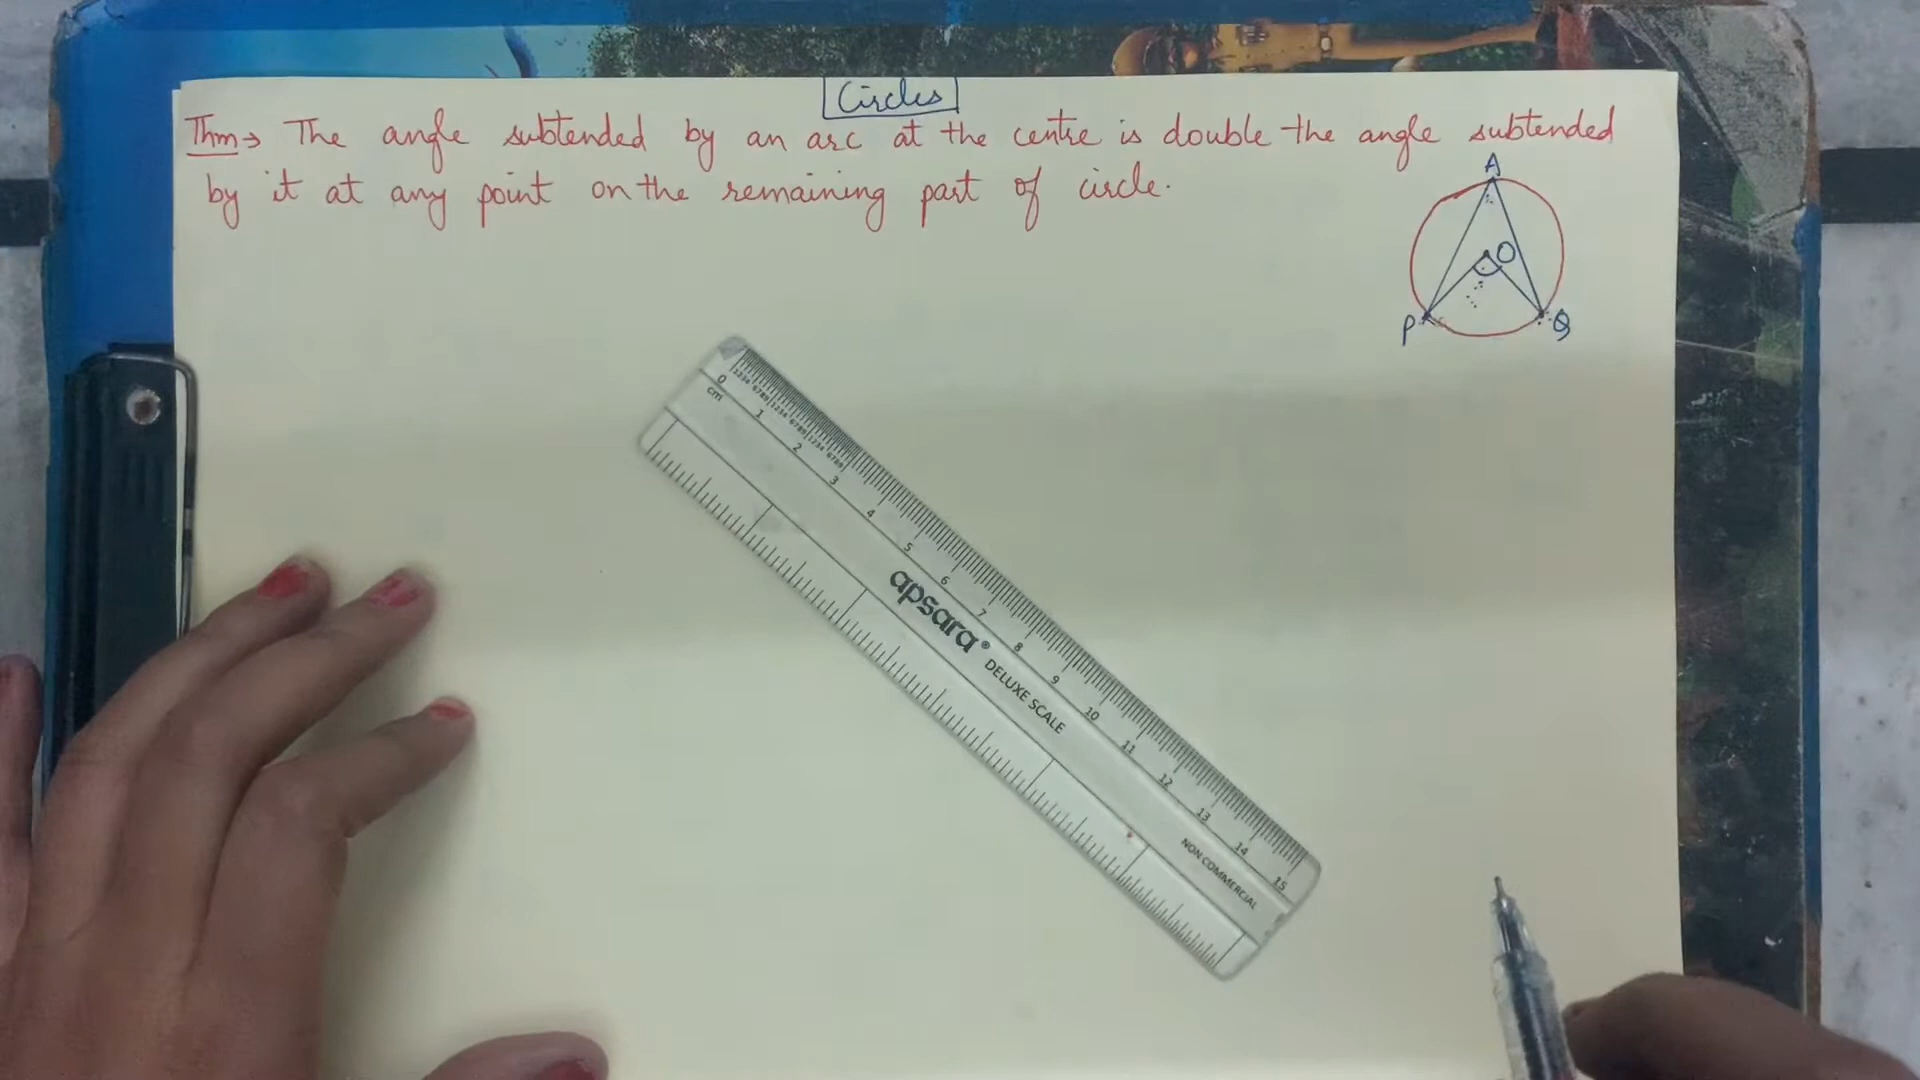 Circles
Thm→ The angle subtended by an arc at the centre is double the angle subtended
by it at any point on the remaining part of circle.
A
O
P
Q
0 1 2 3 4 5 6 7 8 9 10 11 12 13 14 15
cm
apsara®
DELUXE SCALE
NON COMMERCIAL